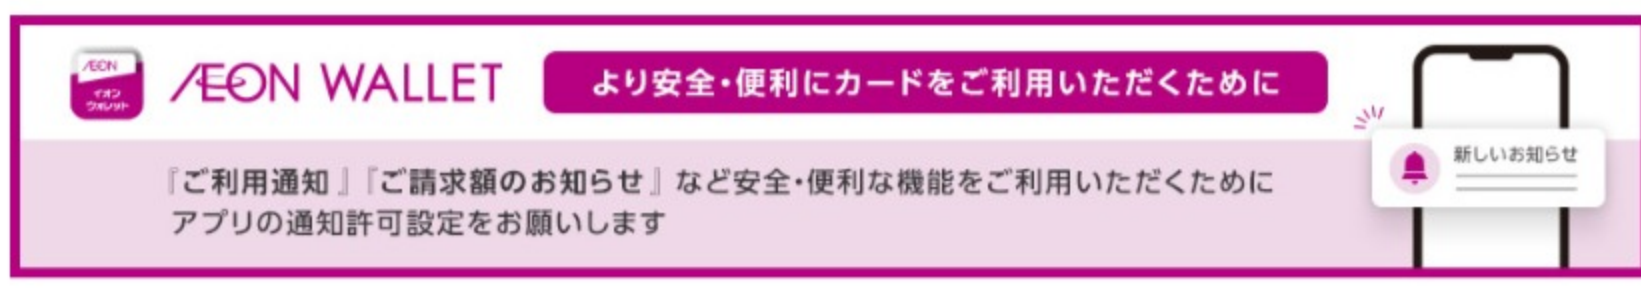 ÆON
イオン
ウオレット
ÆON WALLET
より安全・便利にカードをご利用いただくために
『ご利用通知』『ご請求額のお知らせ』など安全・便利な機能をご利用いただくために
アプリの通知許可設定をお願いします
新しいお知らせ